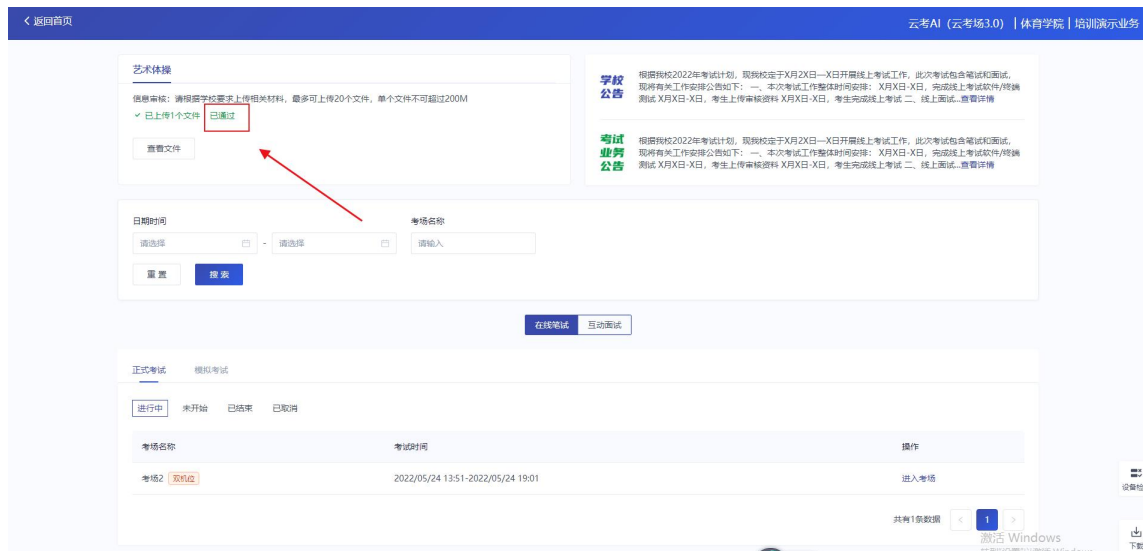 返回首页
云考AI（云考场3.0） | 体育学院 | 培训演示业务
艺术体操
信息审核：请根据学校要求上传相关材料，最多可上传20个文件，单个文件不可超过200M
已上传1个文件 已通过
查看文件
学校
公告
根据我校2022年考试计划，现我校定于X月2X日—X日开展线上考试工作，此次考试包含笔试和面试，
现将有关工作安排公告如下： 一、本次考试工作整体时间安排： X月X日-X日，完成线上考试软件/终端
测试 X月X日-X日，考生上传审核资料 X月X日-X日，考生完成线上考试 二、线上面试...查看详情
考试
业务
公告
根据我校2022年考试计划，现我校定于X月2X日—X日开展线上考试工作，此次考试包含笔试和面试，
现将有关工作安排公告如下： 一、本次考试工作整体时间安排： X月X日-X日，完成线上考试软件/终端
测试 X月X日-X日，考生上传审核资料 X月X日-X日，考生完成线上考试 二、线上面试...查看详情
日期时间 考场名称
请选择 - 请选择 请输入
重置 搜索
在线笔试 互动面试
正式考试 模拟考试
进行中 未开始 已结束 已取消
考场名称 考试时间 操作
考场2 双机位 2022/05/24 13:51-2022/05/24 19:01 进入考场
设备检
共有1条数据 < 1 >
激活 Windows
下载